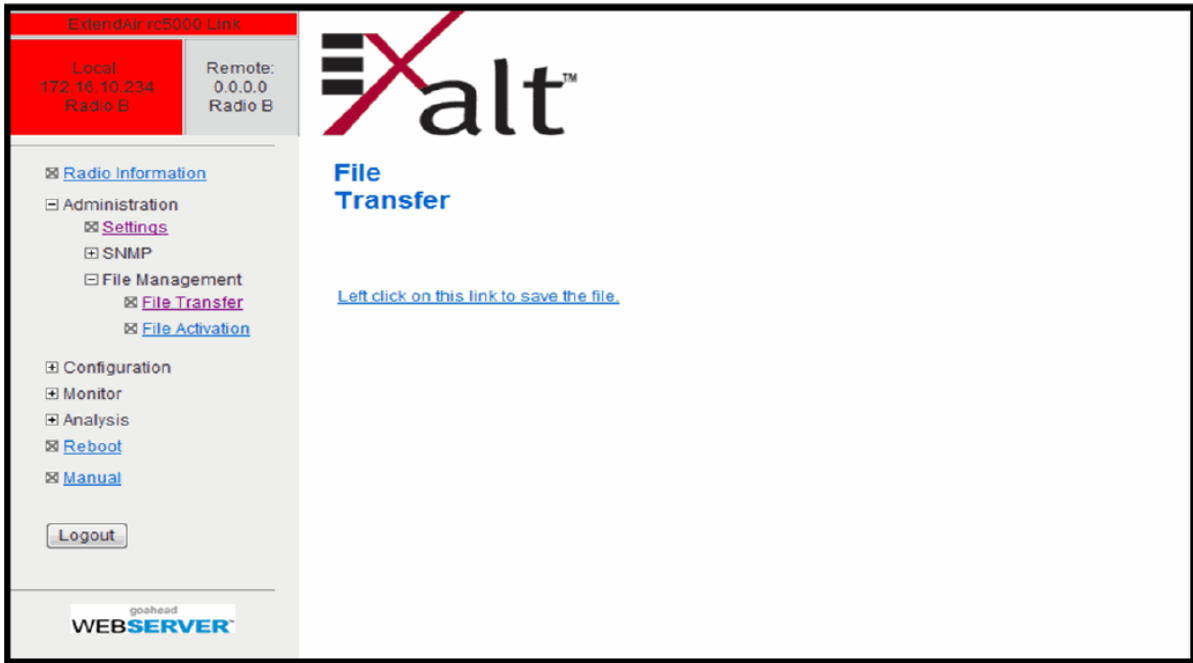 ExtendAir rc5000 Link
Local:
172.16.10.234
Radio B
Remote:
0.0.0.0
Radio B
Radio Information
Administration
Settings
SNMP
File Management
File Transfer
File Activation
Configuration
Monitor
Analysis
Reboot
Manual
Logout
goahead
WEBSERVER™
EXalt™
File
Transfer
Left click on this link to save the file.